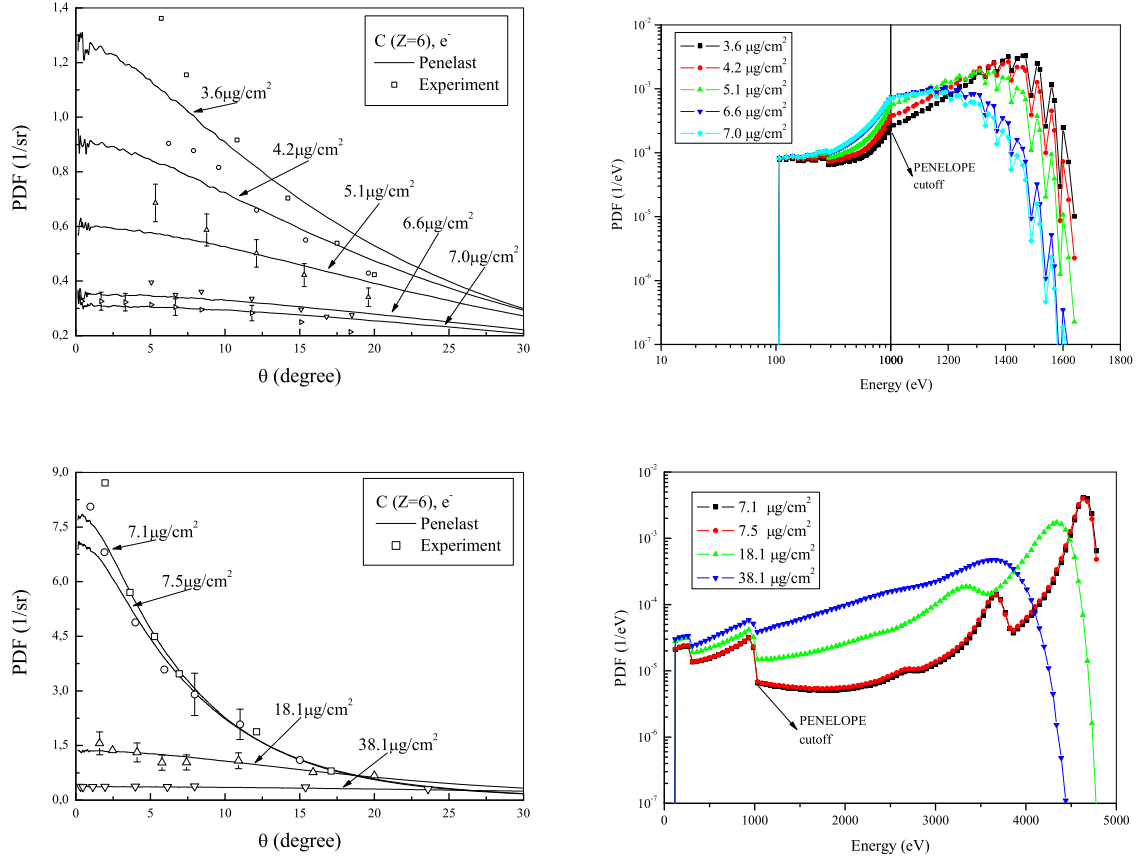 1,4
1,2
1,0
0,8
0,6
0,4
0,2
PDF (1/sr)
C (Z=6), e-
Penelast
Experiment
3.6μg/cm2
4.2μg/cm2
5.1μg/cm2
6.6μg/cm2
7.0μg/cm2
0 5 10 15 20 25 30
θ (degree)
10-2
10-3
10-4
10-5
10-6
10-7
PDF (1/eV)
3.6 μg/cm2
4.2 μg/cm2
5.1 μg/cm2
6.6 μg/cm2
7.0 μg/cm2
PENELOPE
cutoff
10 100 1000 1200 1400 1600 1800
Energy (eV)
9,0
7,5
6,0
4,5
3,0
1,5
0,0
PDF (1/sr)
C (Z=6), e-
Penelast
Experiment
7.1μg/cm2
7.5μg/cm2
18.1μg/cm2
38.1μg/cm2
0 5 10 15 20 25 30
θ (degree)
10-2
10-3
10-4
10-5
10-6
10-7
PDF (1/eV)
7.1 μg/cm2
7.5 μg/cm2
18.1 μg/cm2
38.1 μg/cm2
PENELOPE
cutoff
0 1000 2000 3000 4000 5000
Energy (eV)